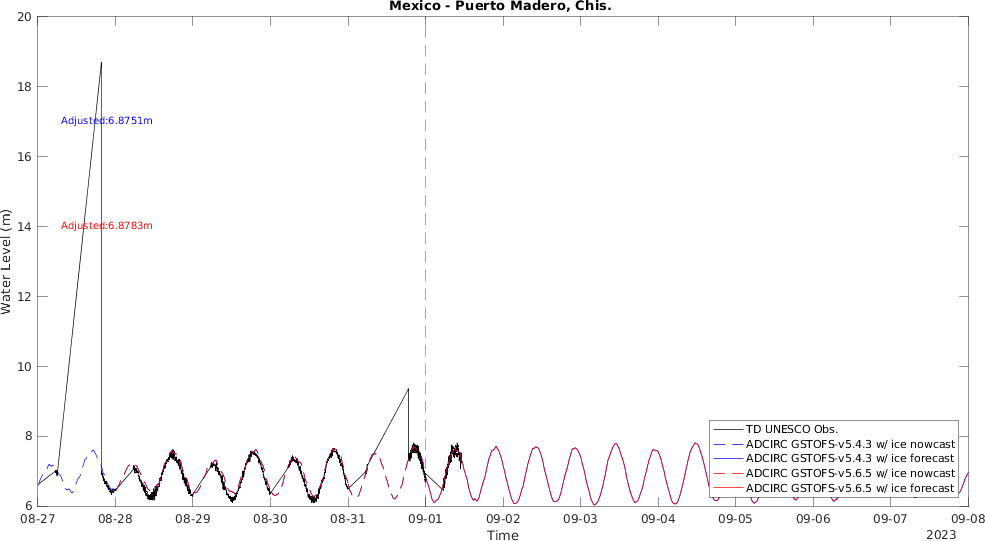 Mexico - Puerto Madero, Chis.
20
18
16
14
12
10
8
6
Water Level (m)
Adjusted:6.8751m
Adjusted:6.8783m
TD UNESCO Obs.
ADCIRC GSTOFS-v5.4.3 w/ ice nowcast
ADCIRC GSTOFS-v5.4.3 w/ ice forecast
ADCIRC GSTOFS-v5.6.5 w/ ice nowcast
ADCIRC GSTOFS-v5.6.5 w/ ice forecast
08-27 08-28 08-29 08-30 08-31 09-01 09-02 09-03 09-04 09-05 09-06 09-07 09-08
Time
2023